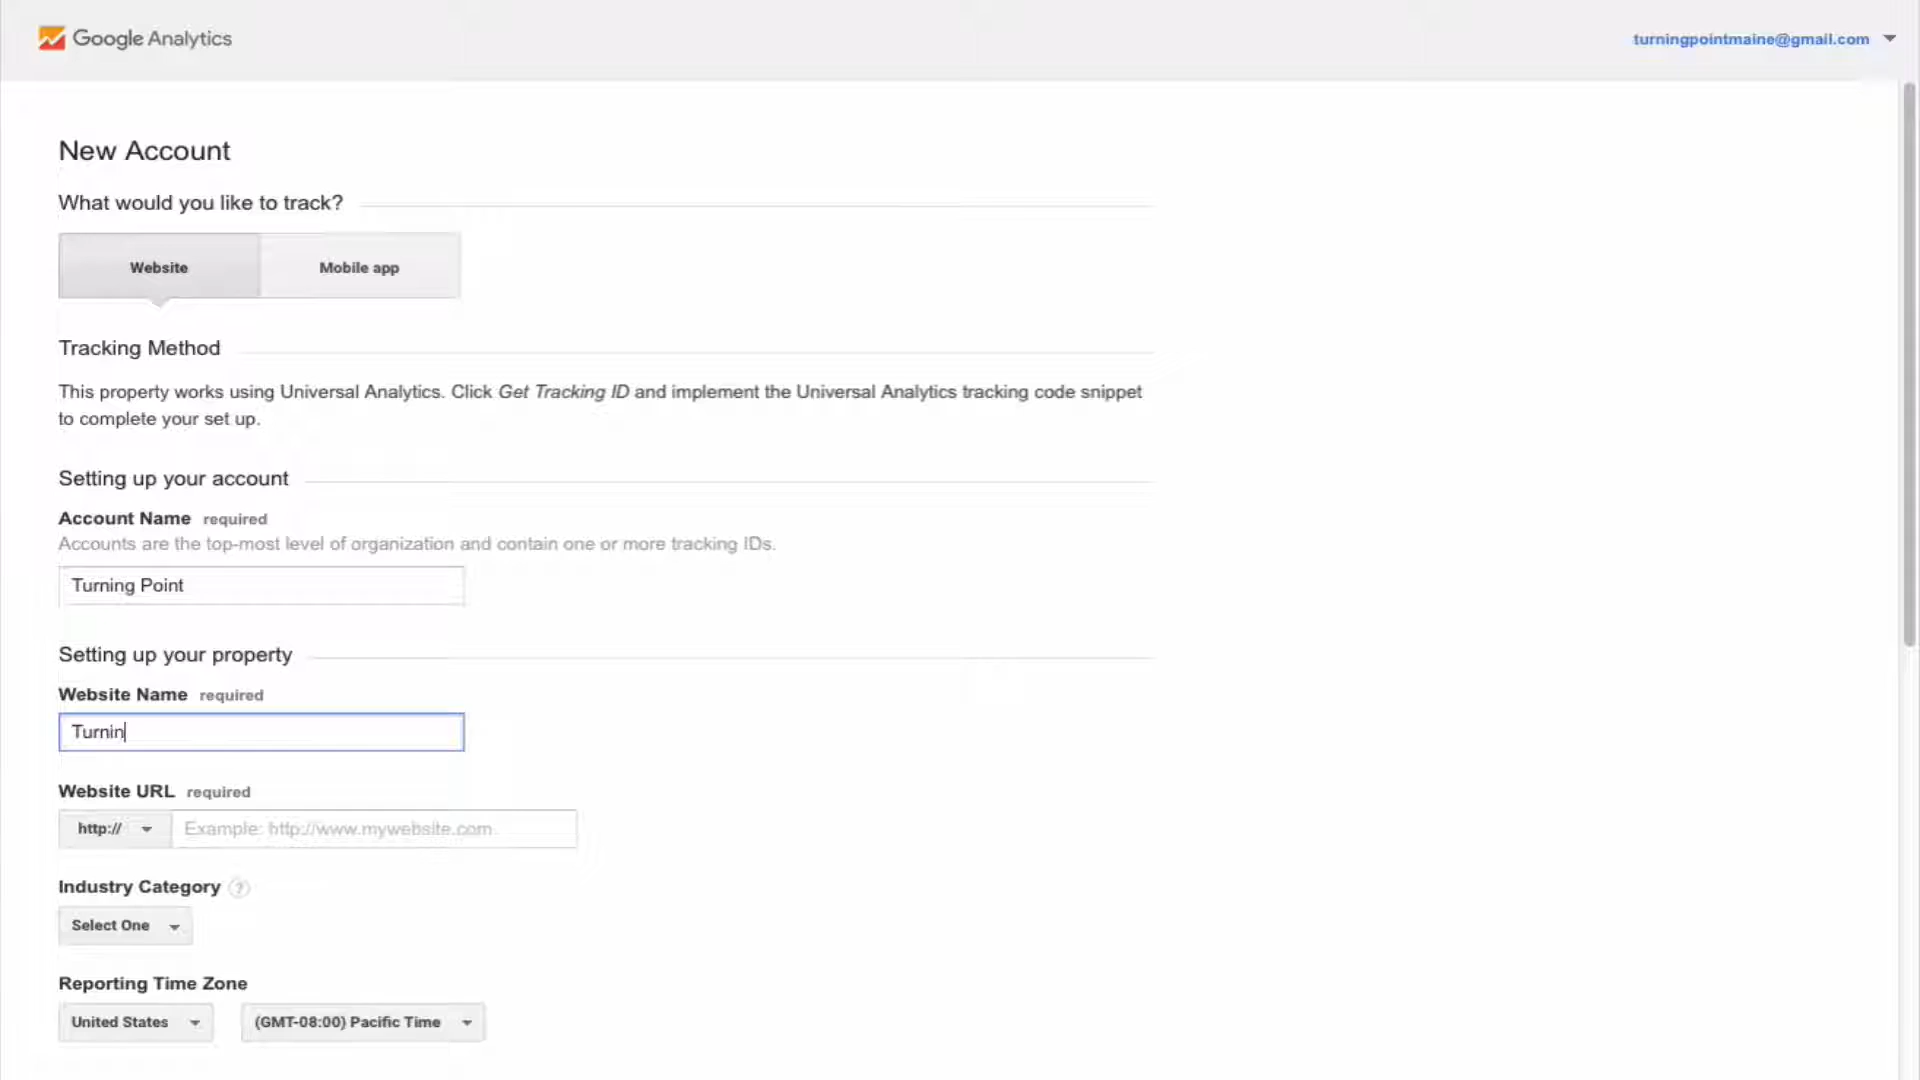 Google Analytics
turningpointmaine@gmail.com
New Account
What would you like to track?
Website
Mobile app
Tracking Method
This property works using Universal Analytics. Click Get Tracking ID and implement the Universal Analytics tracking code snippet
to complete your set up.
Setting up your account
Account Name required
Accounts are the top-most level of organization and contain one or more tracking IDs.
Turning Point
Setting up your property
Website Name required
Turnin
Website URL required
http:// Example: http://www.mywebsite.com
Industry Category ?
Select One
Reporting Time Zone
United States (GMT-08:00) Pacific Time